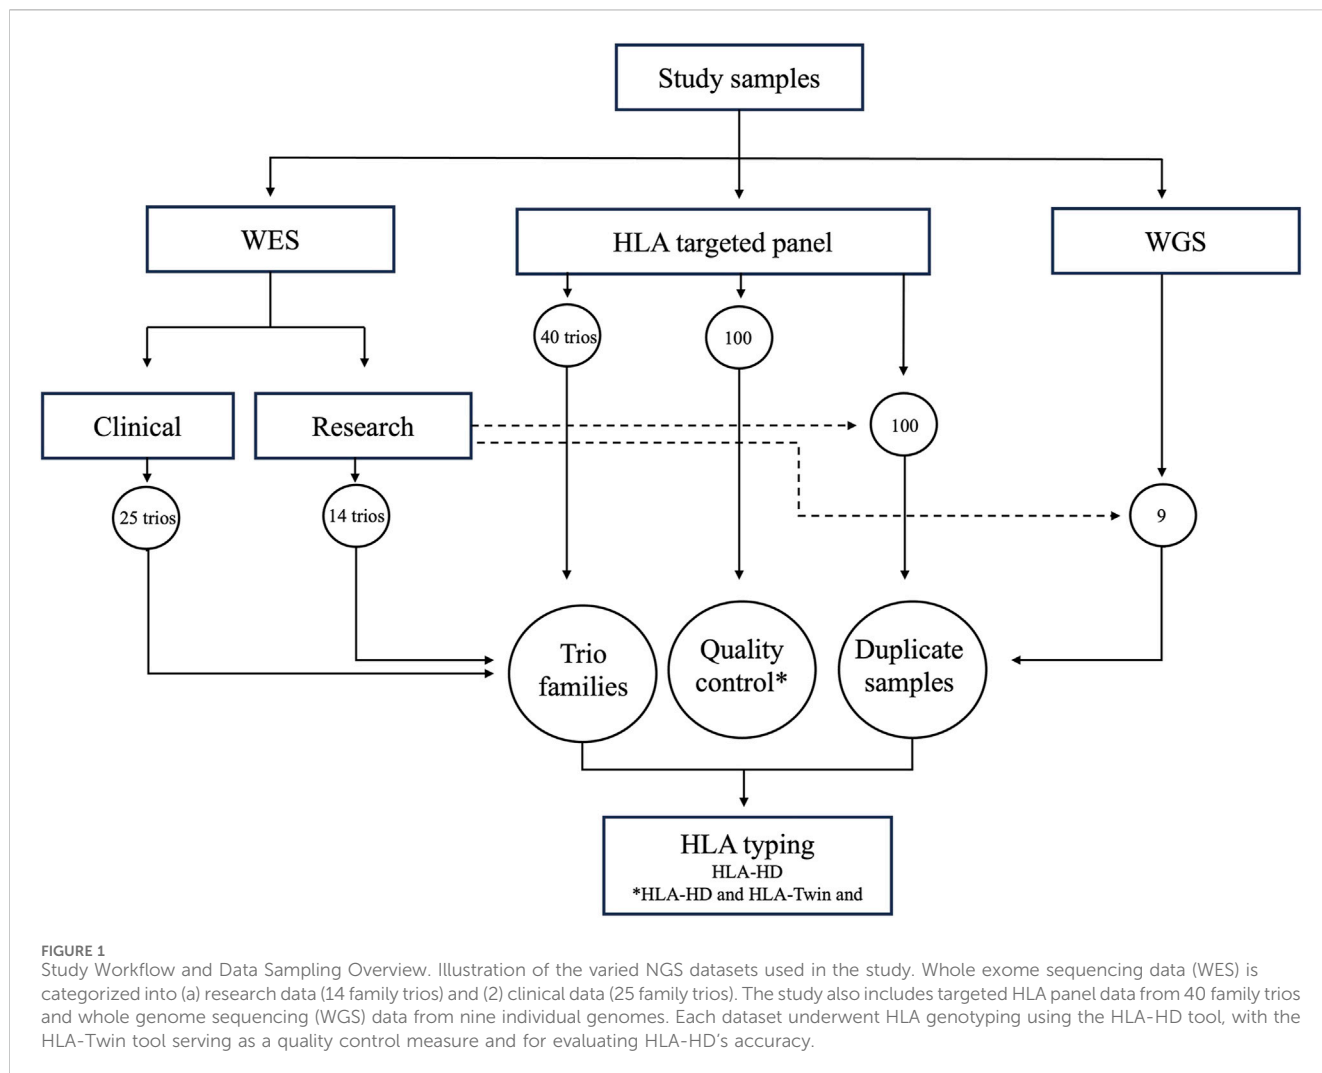 Study samples
WES
HLA targeted panel
WGS
40 trios
100
Clinical
Research
100
25 trios
14 trios
9
Trio
families
Quality
control*
Duplicate
samples
HLA typing
HLA-HD
*HLA-HD and HLA-Twin and
FIGURE 1
Study Workflow and Data Sampling Overview. Illustration of the varied NGS datasets used in the study. Whole exome sequencing data (WES) is
categorized into (a) research data (14 family trios) and (2) clinical data (25 family trios). The study also includes targeted HLA panel data from 40 family trios
and whole genome sequencing (WGS) data from nine individual genomes. Each dataset underwent HLA genotyping using the HLA-HD tool, with the
HLA-Twin tool serving as a quality control measure and for evaluating HLA-HD’s accuracy.